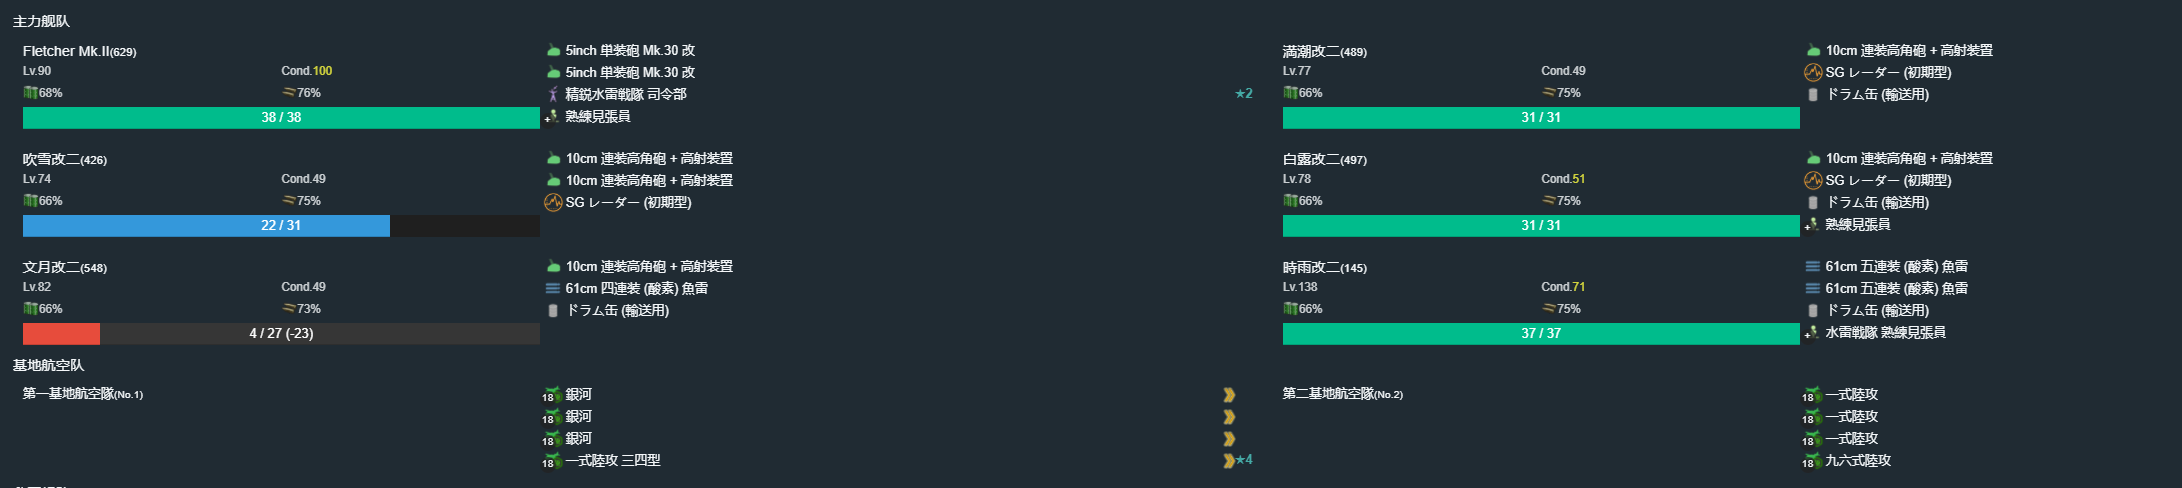 主力舰队
Fletcher Mk.II(629)
Lv.90 Cond.100
68% 76%
38 / 38
5inch 単装砲 Mk.30 改
5inch 単装砲 Mk.30 改
精鋭水雷戦隊 司令部 ★2
熟練見張員
満潮改二(489)
Lv.77 Cond.49
66% 75%
31 / 31
10cm 連装高角砲 + 高射装置
SG レーダー (初期型)
ドラム缶 (輸送用)
吹雪改二(426)
Lv.74 Cond.49
66% 75%
22 / 31
10cm 連装高角砲 + 高射装置
10cm 連装高角砲 + 高射装置
SG レーダー (初期型)
白露改二(497)
Lv.78 Cond.51
66% 75%
31 / 31
10cm 連装高角砲 + 高射装置
SG レーダー (初期型)
ドラム缶 (輸送用)
熟練見張員
文月改二(548)
Lv.82 Cond.49
66% 73%
4 / 27 (-23)
10cm 連装高角砲 + 高射装置
61cm 四連装 (酸素) 魚雷
ドラム缶 (輸送用)
時雨改二(145)
Lv.138 Cond.71
66% 75%
37 / 37
61cm 五連装 (酸素) 魚雷
61cm 五連装 (酸素) 魚雷
ドラム缶 (輸送用)
水雷戦隊 熟練見張員
基地航空队
第一基地航空隊(No.1)
18 銀河
18 銀河
18 銀河
18 一式陸攻 三四型 ★4
第二基地航空隊(No.2)
18 一式陸攻
18 一式陸攻
18 一式陸攻
18 九六式陸攻